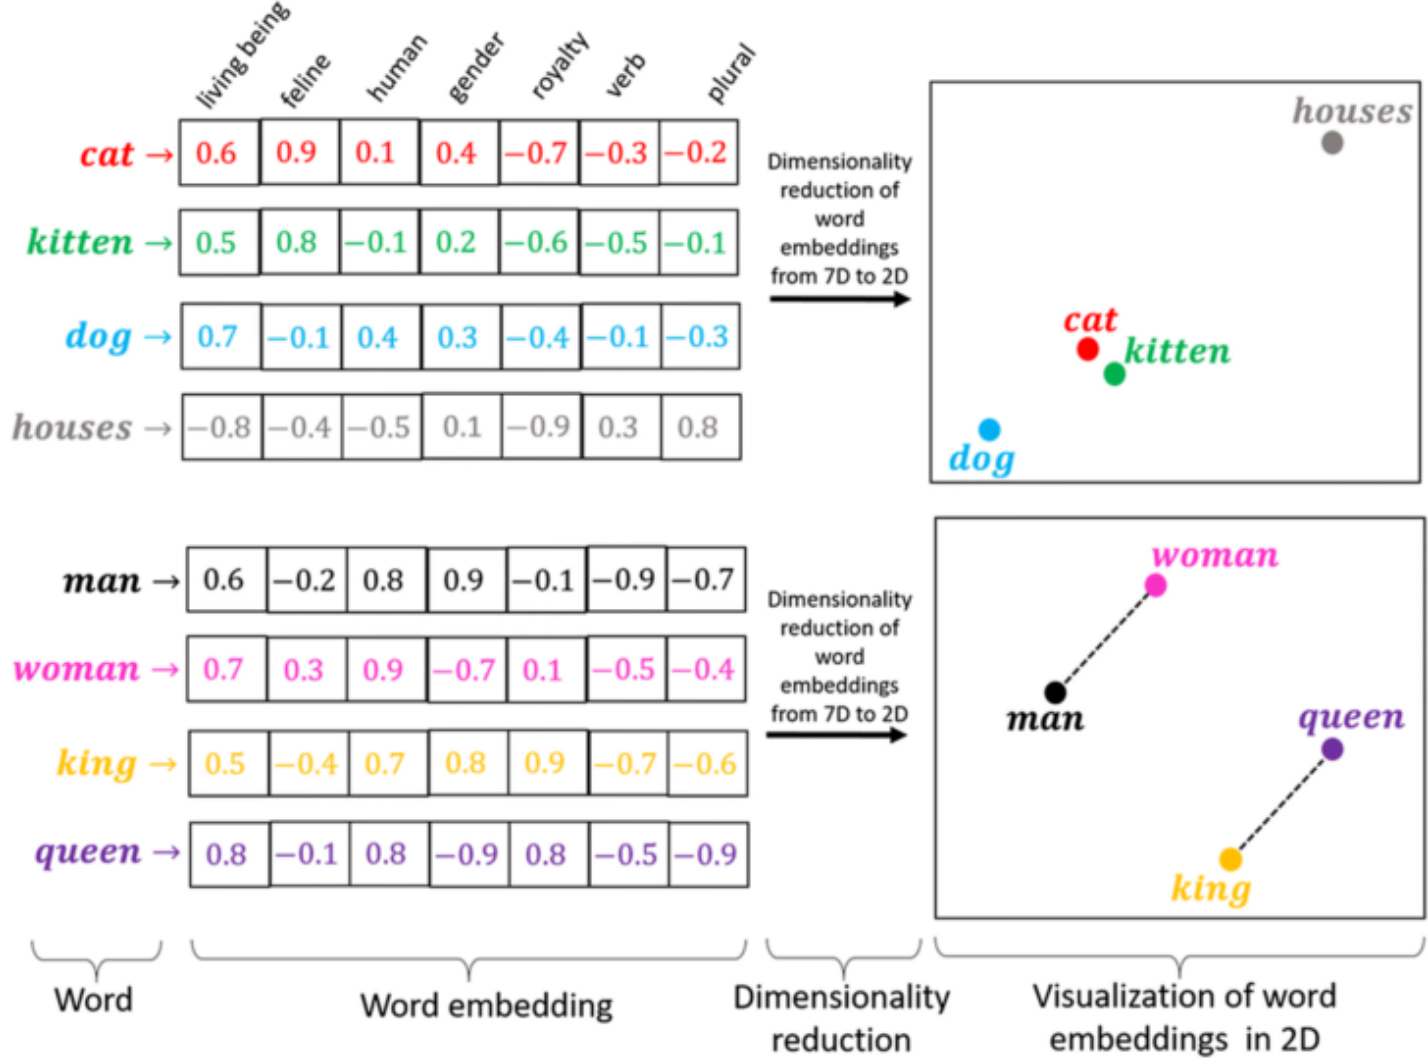 living being feline human gender royalty verb plural
cat → 0.6 0.9 0.1 0.4 −0.7 −0.3 −0.2
kitten → 0.5 0.8 −0.1 0.2 −0.6 −0.5 −0.1
dog → 0.7 −0.1 0.4 0.3 −0.4 −0.1 −0.3
houses → −0.8 −0.4 −0.5 0.1 −0.9 0.3 0.8
Dimensionality
reduction of
word
embeddings
from 7D to 2D
houses
cat
kitten
dog
man → 0.6 −0.2 0.8 0.9 −0.1 −0.9 −0.7
woman → 0.7 0.3 0.9 −0.7 0.1 −0.5 −0.4
king → 0.5 −0.4 0.7 0.8 0.9 −0.7 −0.6
queen → 0.8 −0.1 0.8 −0.9 0.8 −0.5 −0.9
Dimensionality
reduction of
word
embeddings
from 7D to 2D
woman
man
queen
king
Word
Word embedding
Dimensionality
reduction
Visualization of word
embeddings in 2D